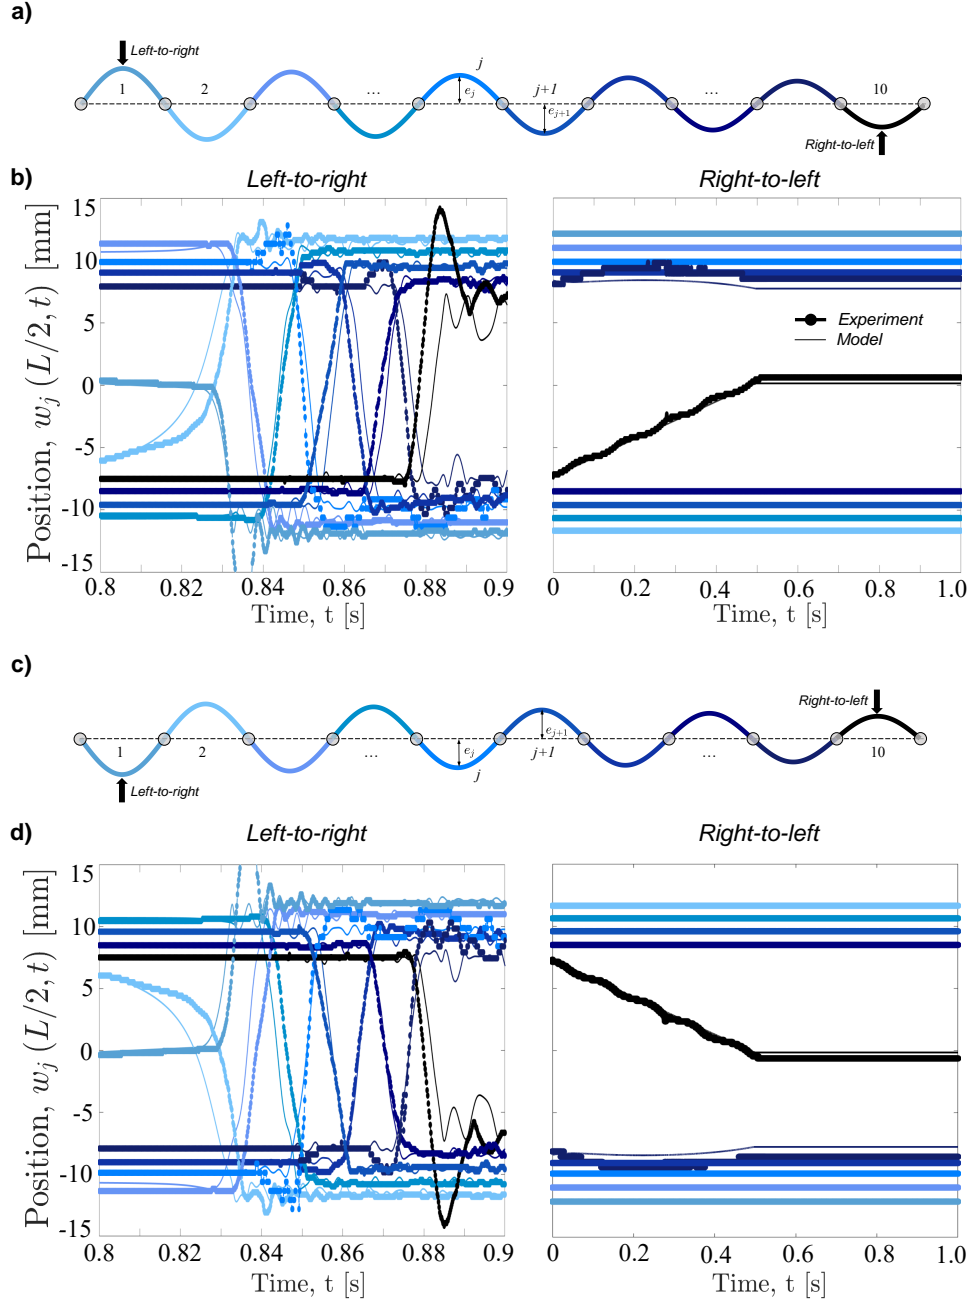 a)
Left-to-right
1 2 ... j e_j j+1 e_{j+1} ... 10
Right-to-left
b)
Left-to-right Right-to-left
Position, w_j (L/2, t) [mm]
15
10
5
0
-5
-10
-15
0.8 0.82 0.84 0.86 0.88 0.9
Time, t [s]
Experiment
Model
0 0.2 0.4 0.6 0.8 1.0
Time, t [s]
c)
Right-to-left
1 2 ... e_j j e_{j+1} j+1 ... 10
Left-to-right
d)
Left-to-right Right-to-left
Position, w_j (L/2, t) [mm]
15
10
5
0
-5
-10
-15
0.8 0.82 0.84 0.86 0.88 0.9
Time, t [s]
0 0.2 0.4 0.6 0.8 1.0
Time, t [s]